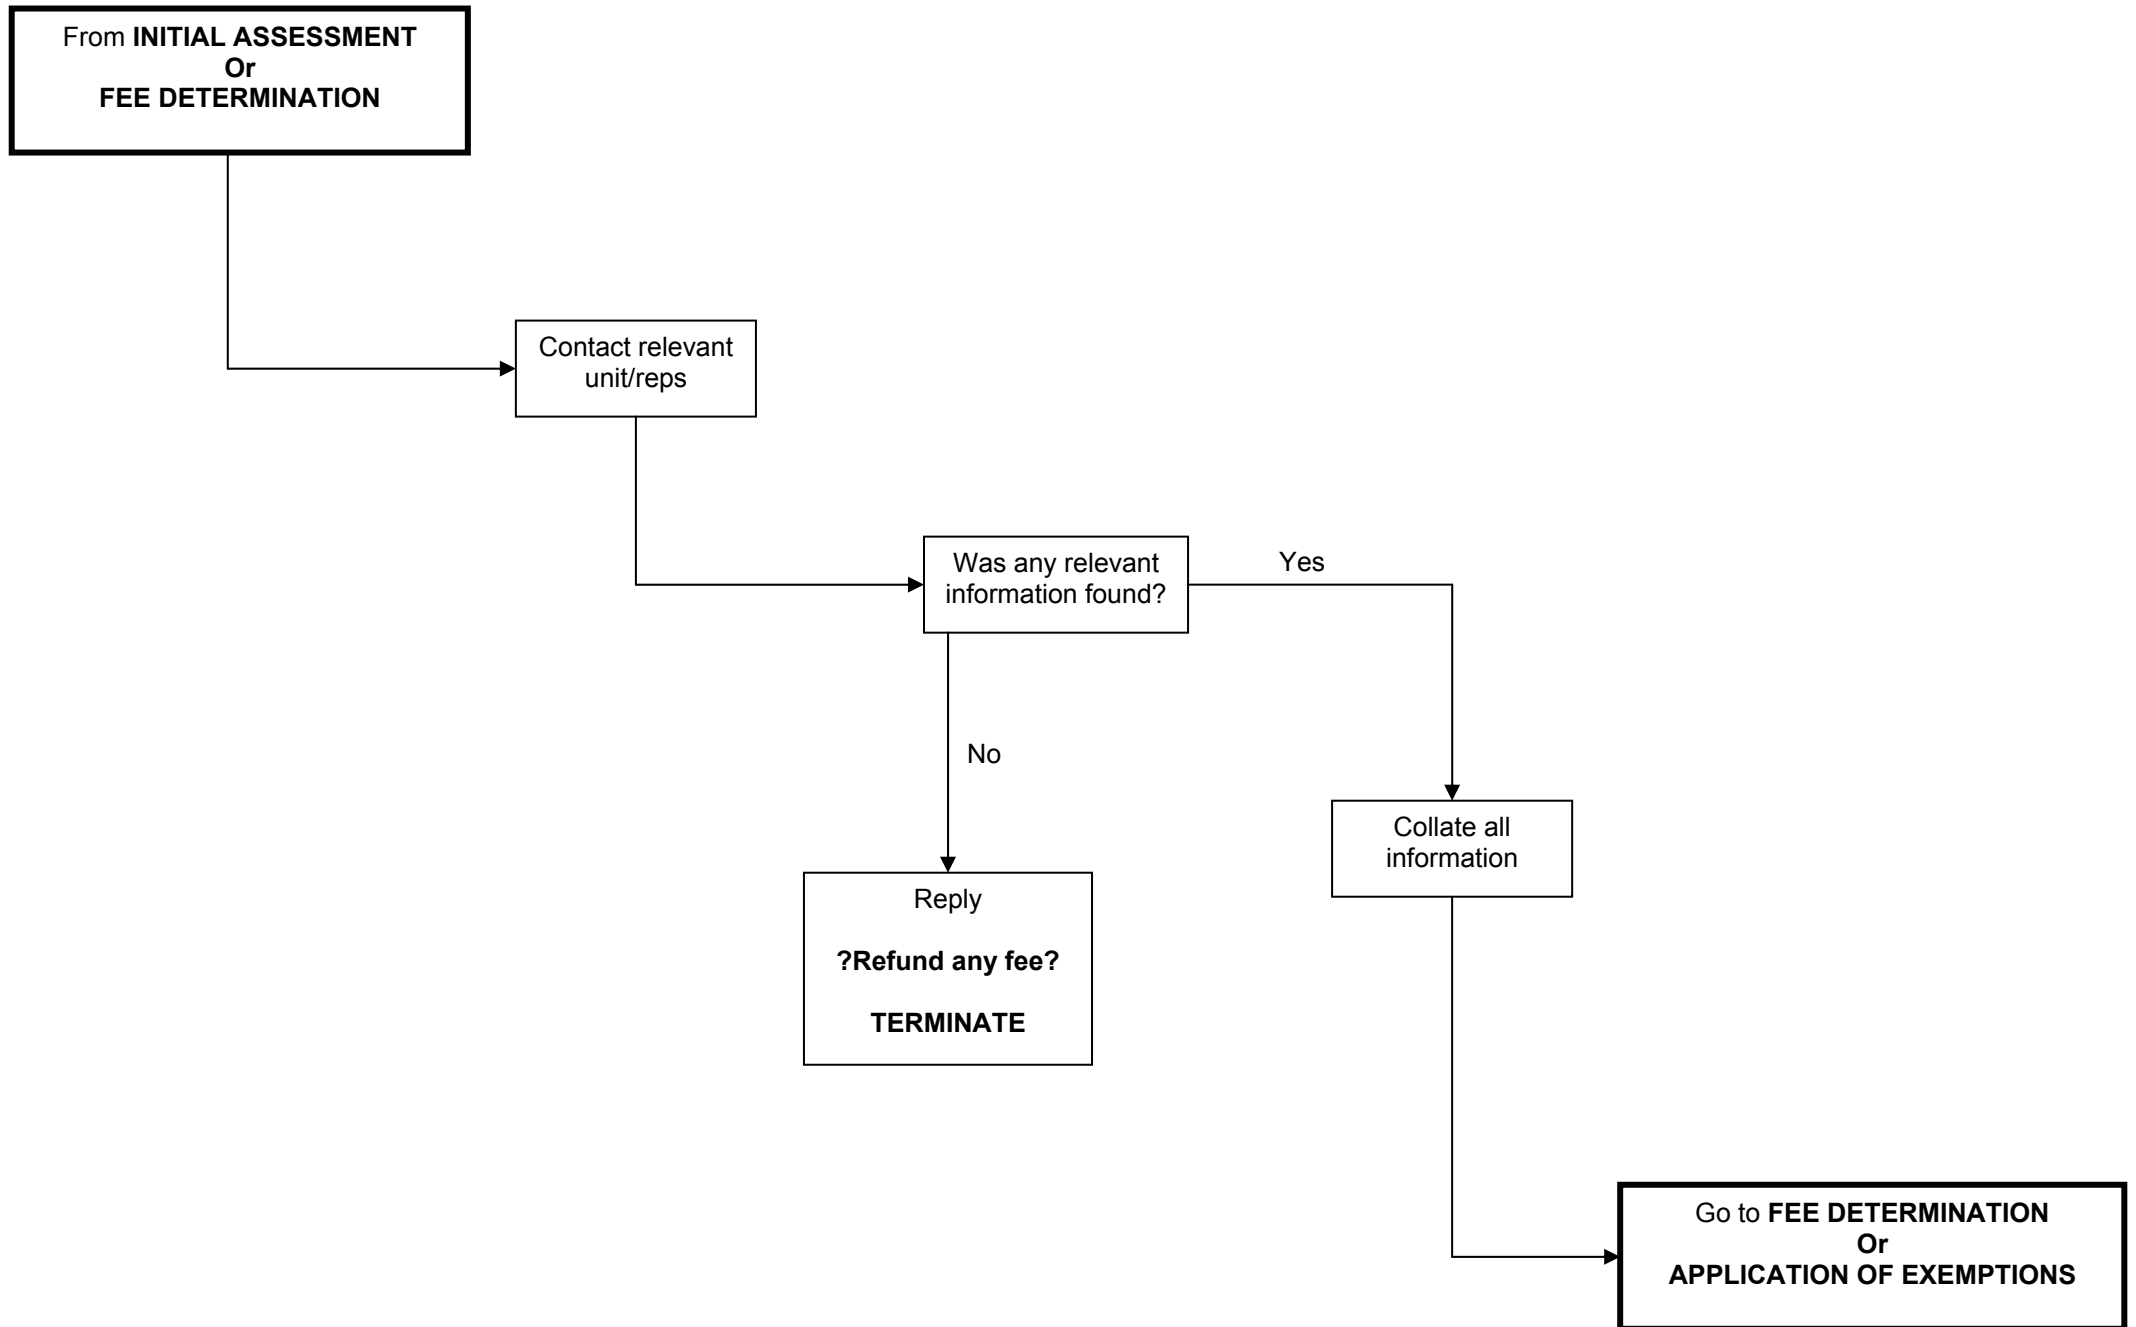 From INITIAL ASSESSMENT
Or
FEE DETERMINATION
Contact relevant
unit/reps
Was any relevant
information found?
Yes
No
Collate all
information
Reply
?Refund any fee?
TERMINATE
Go to FEE DETERMINATION
Or
APPLICATION OF EXEMPTIONS